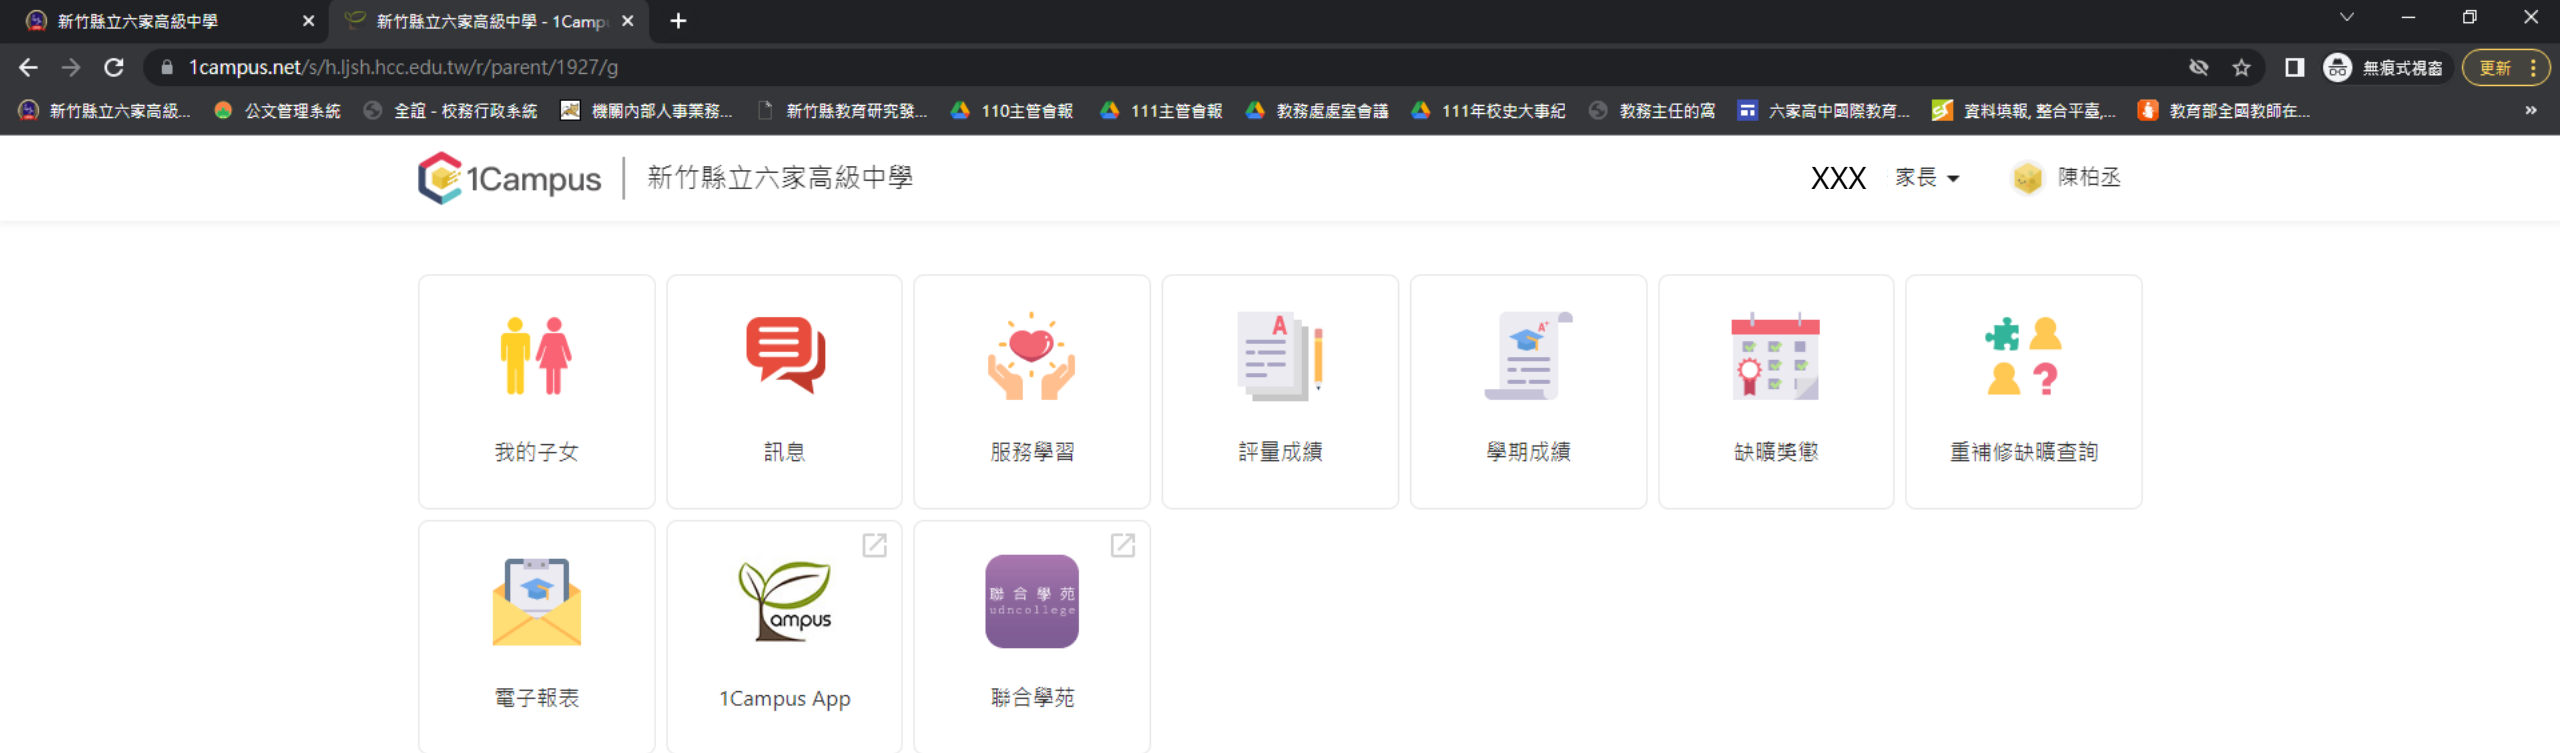 新竹縣立六家高級中學
新竹縣立六家高級中學 - 1Camp
1campus.net/s/h.ljsh.hcc.edu.tw/r/parent/1927/g
無痕式視窗
更新
新竹縣立六家高級...
公文管理系統
全誼 - 校務行政系統
機關內部人事業務...
新竹縣教育研究發...
110主管會報
111主管會報
教務處處室會議
111年校史大事紀
教務主任的窩
六家高中國際教育...
資料填報, 整合平臺,...
教育部全國教師在...
»
1Campus
新竹縣立六家高級中學
XXX
家長
陳柏丞
我的子女
訊息
服務學習
評量成績
學期成績
缺曠獎懲
重補修缺曠查詢
A
A+
?
電子報表
Campus
1Campus App
聯合學苑
udncollege
聯合學苑